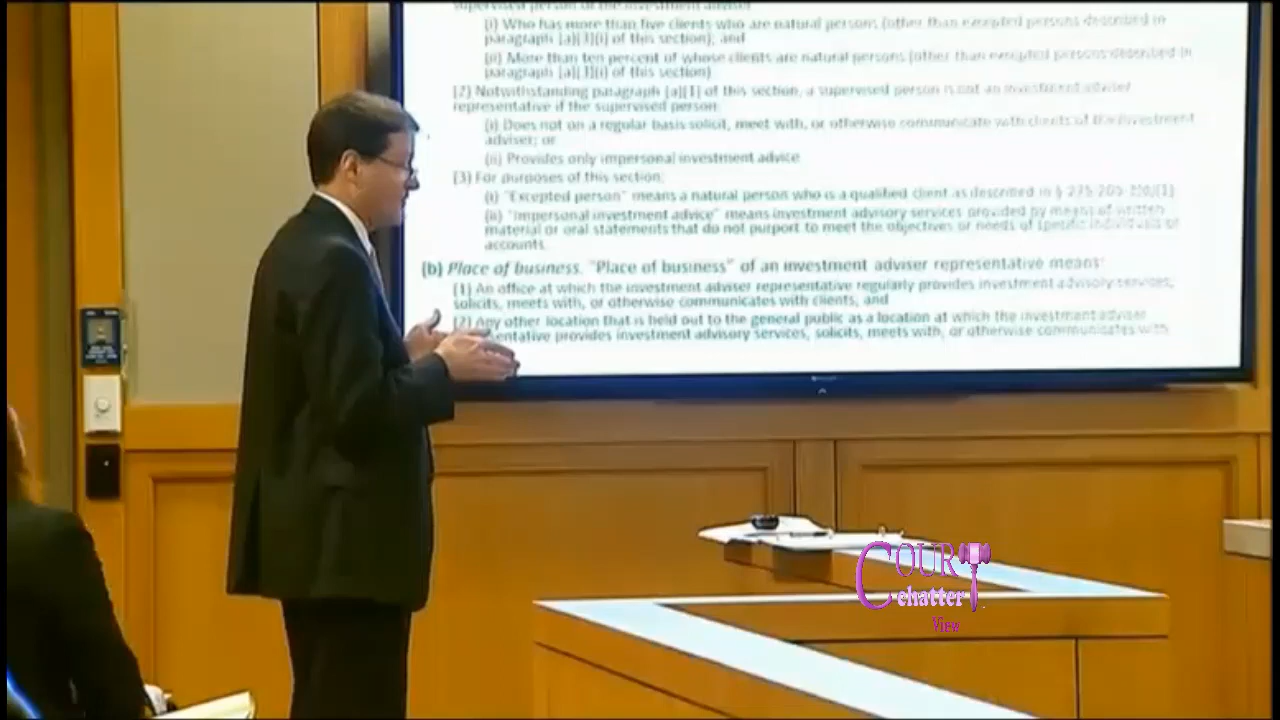 supervised person of the investment adviser
(i) Who has more than five clients who are natural persons (other than excepted persons described in
paragraph [a][3][i] of this section); and
(ii) More than ten percent of whose clients are natural persons (other than excepted persons described in
paragraph [a][3][i] of this section)
(2) Notwithstanding paragraph [a][1] of this section, a supervised person is not an investment adviser
representative if the supervised person:
(i) Does not on a regular basis solicit, meet with, or otherwise communicate with clients of the investment
adviser; or
(ii) Provides only impersonal investment advice
(3) For purposes of this section:
(i) "Excepted person" means a natural person who is a qualified client as described in §
(ii) "Impersonal investment advice" means investment advisory services provided by means of written
material or oral statements that do not purport to meet the objectives or needs of specific individuals or
accounts.
(b) Place of business. "Place of business" of an investment adviser representative means:
(1) An office at which the investment adviser representative regularly provides investment advisory services,
solicits, meets with, or otherwise communicates with clients, and
(2) Any other location that is held out to the general public as a location at which the investment adviser
entative provides investment advisory services, solicits, meets with, or otherwise communicates with
COURT
chatter
View